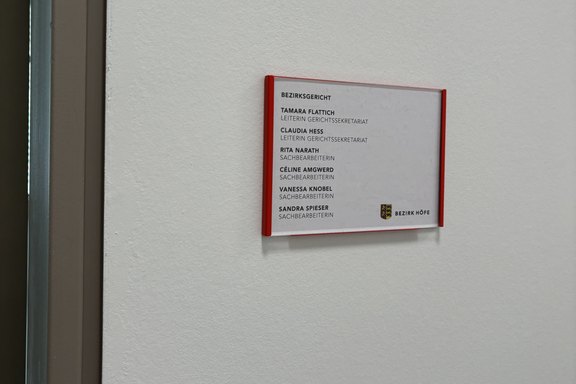 BEZIRKSGERICHT
TAMARA FLATTICH
LEITERIN GERICHTSSEKRETARIAT
CLAUDIA HESS
LEITERIN GERICHTSSEKRETARIAT
RITA NARATH
SACHBEARBEITERIN
CÉLINE AMGWERD
SACHBEARBEITERIN
VANESSA KNOBEL
SACHBEARBEITERIN
SANDRA SPIESER
SACHBEARBEITERIN
BEZIRK HÖFE